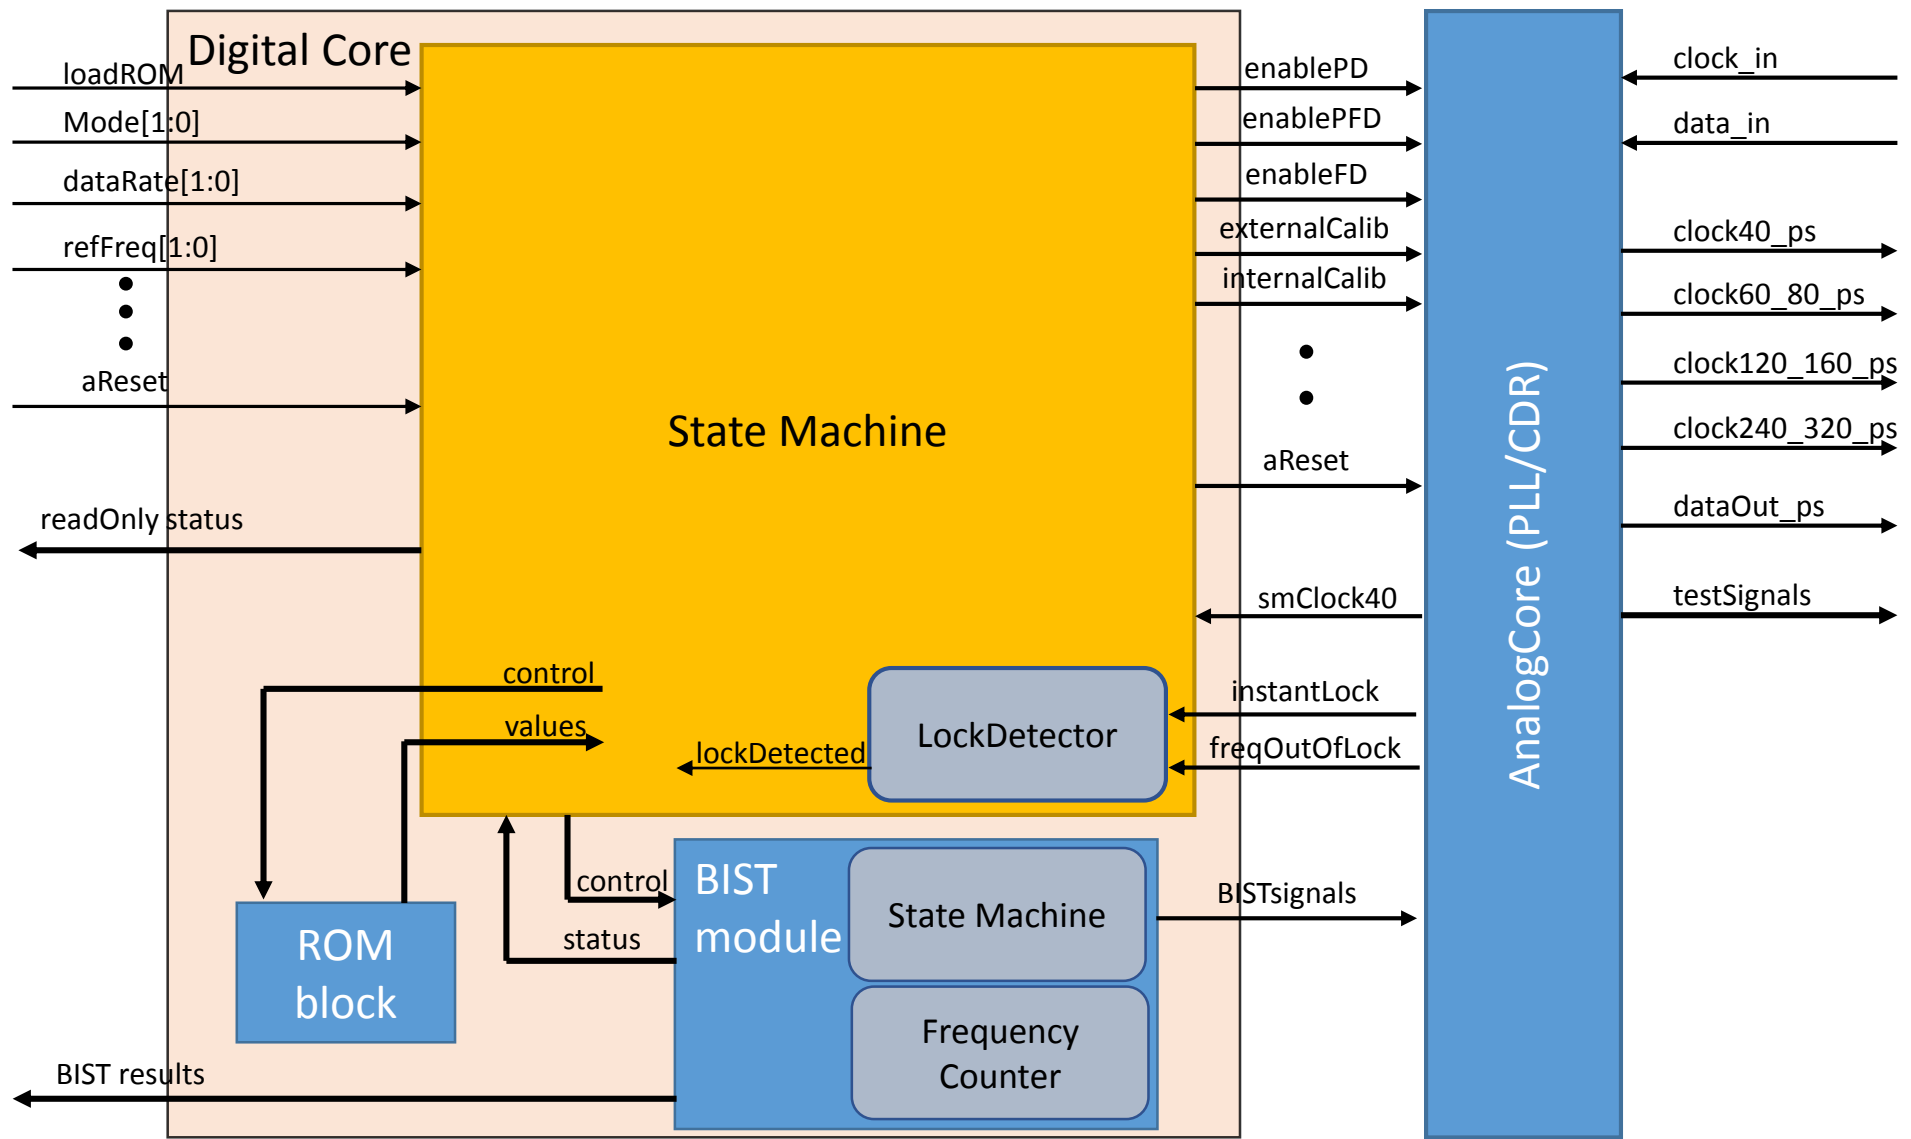 Digital Core
loadROM
Mode[1:0]
dataRate[1:0]
refFreq[1:0]
aReset
readOnly status
State Machine
enablePD
enablePFD
enableFD
externalCalib
internalCalib
aReset
smClock40
instantLock
freqOutOfLock
control
values
lockDetected
LockDetector
control
status
BIST
module
State Machine
Frequency
Counter
BISTsignals
ROM
block
BIST results
AnalogCore (PLL/CDR)
clock_in
data_in
clock40_ps
clock60_80_ps
clock120_160_ps
clock240_320_ps
dataOut_ps
testSignals